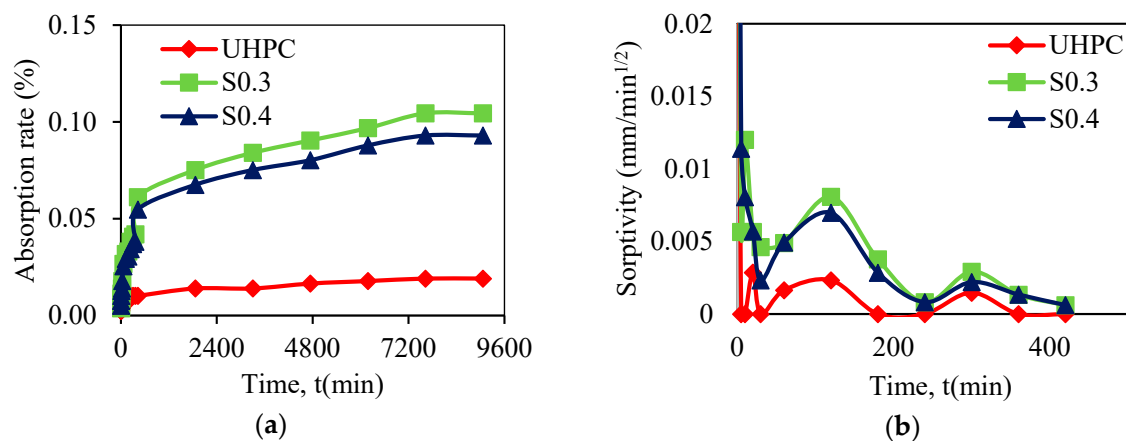 0.15
0.10
0.05
0.00
Absorption rate (%)
UHPC
S0.3
S0.4
0 2400 4800 7200 9600
Time, t(min)
(a)
0.02
0.015
0.01
0.005
0
Sorptivity (mm/min^{1/2})
UHPC
S0.3
S0.4
0 200 400
Time, t(min)
(b)